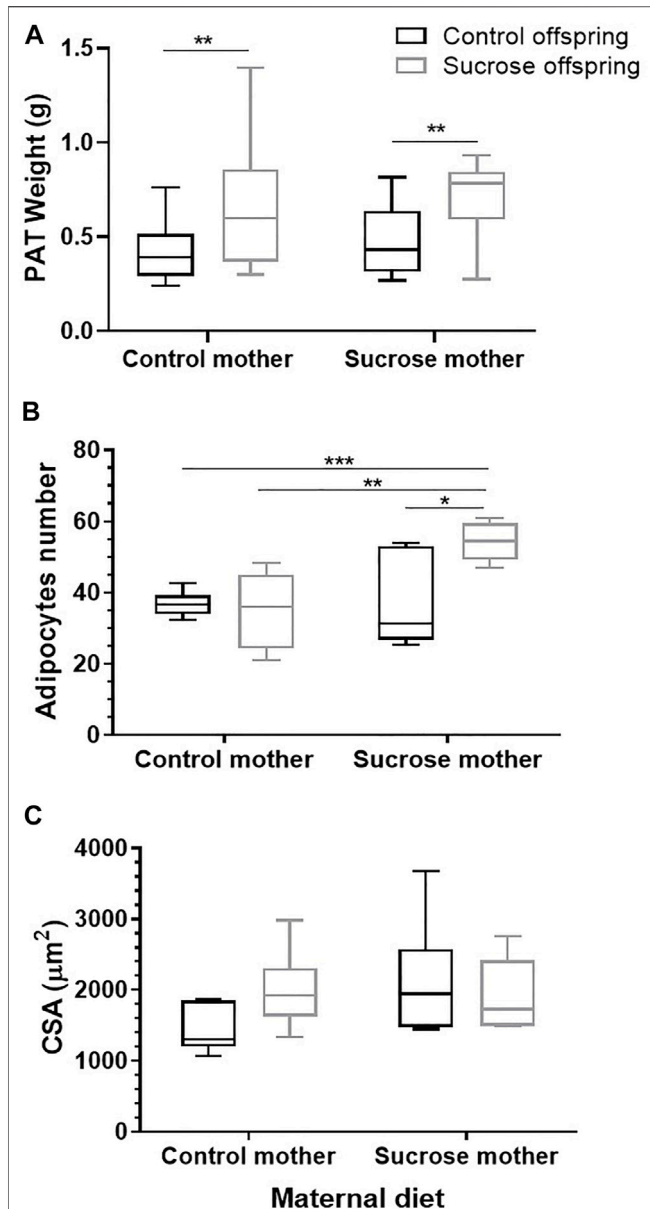 A
Control offspring
Sucrose offspring
**
**
PAT Weight (g)
1.5
1.0
0.5
0.0
Control mother Sucrose mother
B
***
**
*
Adipocytes number
80
60
40
20
0
Control mother Sucrose mother
C
CSA (μm²)
4000
3000
2000
1000
0
Control mother Sucrose mother
Maternal diet